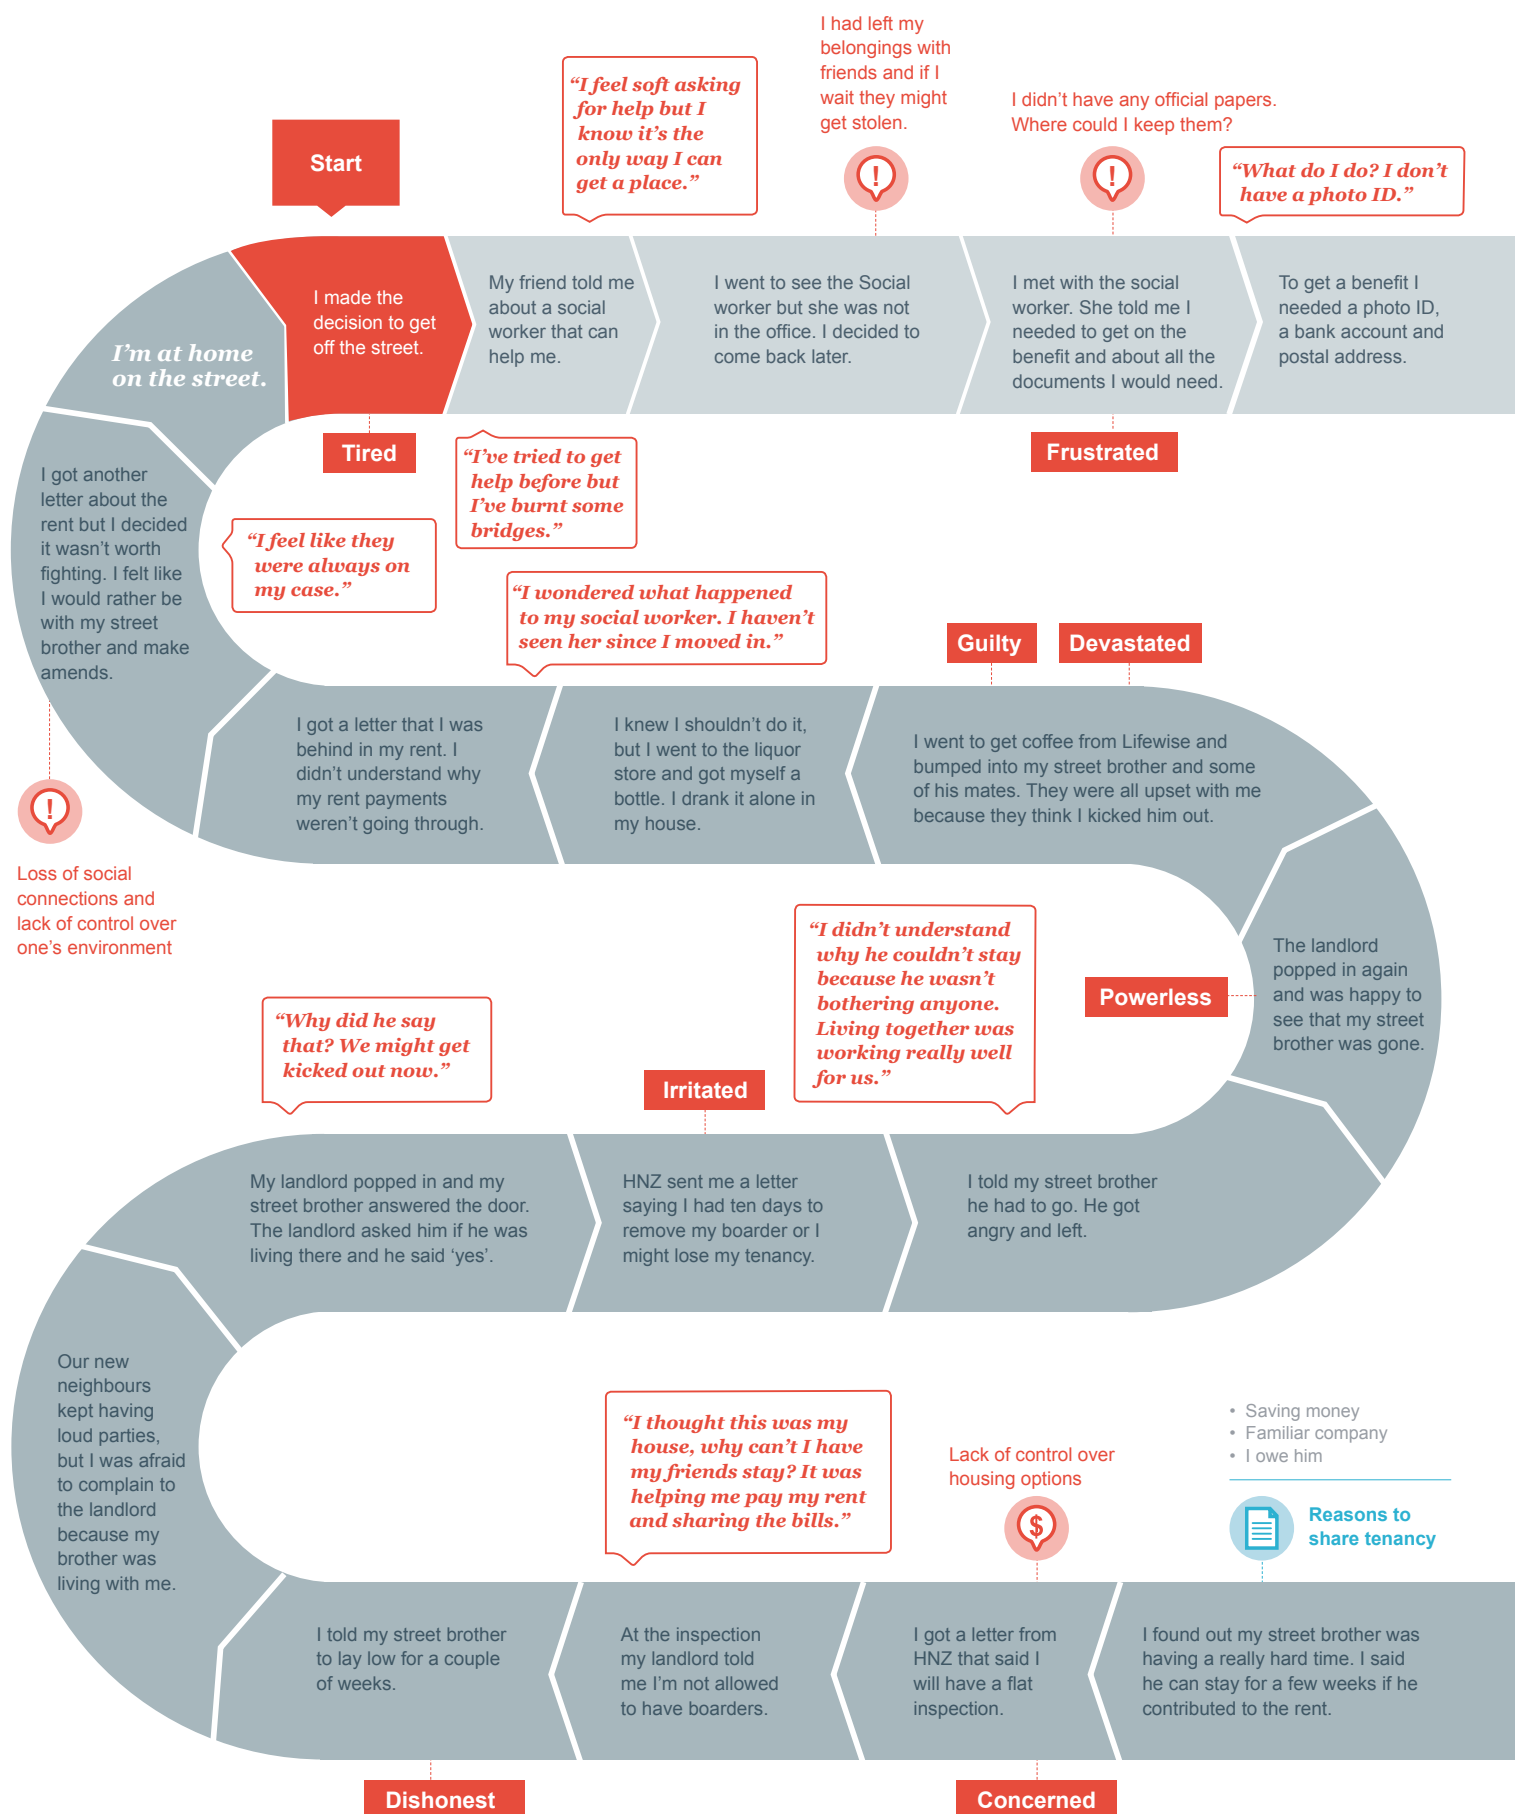 I had left my
belongings with
friends and if I
wait they might
get stolen.
“I feel soft asking
for help but I
know it’s the
only way I can
get a place.”
I didn’t have any official papers.
Where could I keep them?
Start
“What do I do? I don’t
have a photo ID.”
I made the
decision to get
off the street.
My friend told me
about a social
worker that can
help me.
I went to see the Social
worker but she was not
in the office. I decided to
come back later.
I met with the social
worker. She told me I
needed to get on the
benefit and about all the
documents I would need.
To get a benefit I
needed a photo ID,
a bank account and
postal address.
I’m at home
on the street.
Tired
“I’ve tried to get
help before but
I’ve burnt some
bridges.”
Frustrated
I got another
letter about the
rent but I decided
it wasn’t worth
fighting. I felt like
I would rather be
with my street
brother and make
amends.
“I feel like they
were always on
my case.”
“I wondered what happened
to my social worker. I haven’t
seen her since I moved in.”
Guilty
Devastated
I got a letter that I was
behind in my rent. I
didn’t understand why
my rent payments
weren’t going through.
I knew I shouldn’t do it,
but I went to the liquor
store and got myself a
bottle. I drank it alone in
my house.
I went to get coffee from Lifewise and
bumped into my street brother and some
of his mates. They were all upset with me
because they think I kicked him out.
Loss of social
connections and
lack of control over
one’s environment
“I didn’t understand
why he couldn’t stay
because he wasn’t
bothering anyone.
Living together was
working really well
for us.”
Powerless
The landlord
popped in again
and was happy to
see that my street
brother was gone.
“Why did he say
that? We might get
kicked out now.”
Irritated
My landlord popped in and my
street brother answered the door.
The landlord asked him if he was
living there and he said ‘yes’.
HNZ sent me a letter
saying I had ten days to
remove my boarder or I
might lose my tenancy.
I told my street brother
he had to go. He got
angry and left.
Our new
neighbours
kept having
loud parties,
but I was afraid
to complain to
the landlord
because my
brother was
living with me.
“I thought this was my
house, why can’t I have
my friends stay? It was
helping me pay my rent
and sharing the bills.”
Lack of control over
housing options
$
• Saving money
• Familiar company
• I owe him
Reasons to
share tenancy
I told my street brother
to lay low for a couple
of weeks.
At the inspection
my landlord told
me I’m not allowed
to have boarders.
I got a letter from
HNZ that said I
will have a flat
inspection.
I found out my street brother was
having a really hard time. I said
he can stay for a few weeks if he
contributed to the rent.
Dishonest
Concerned